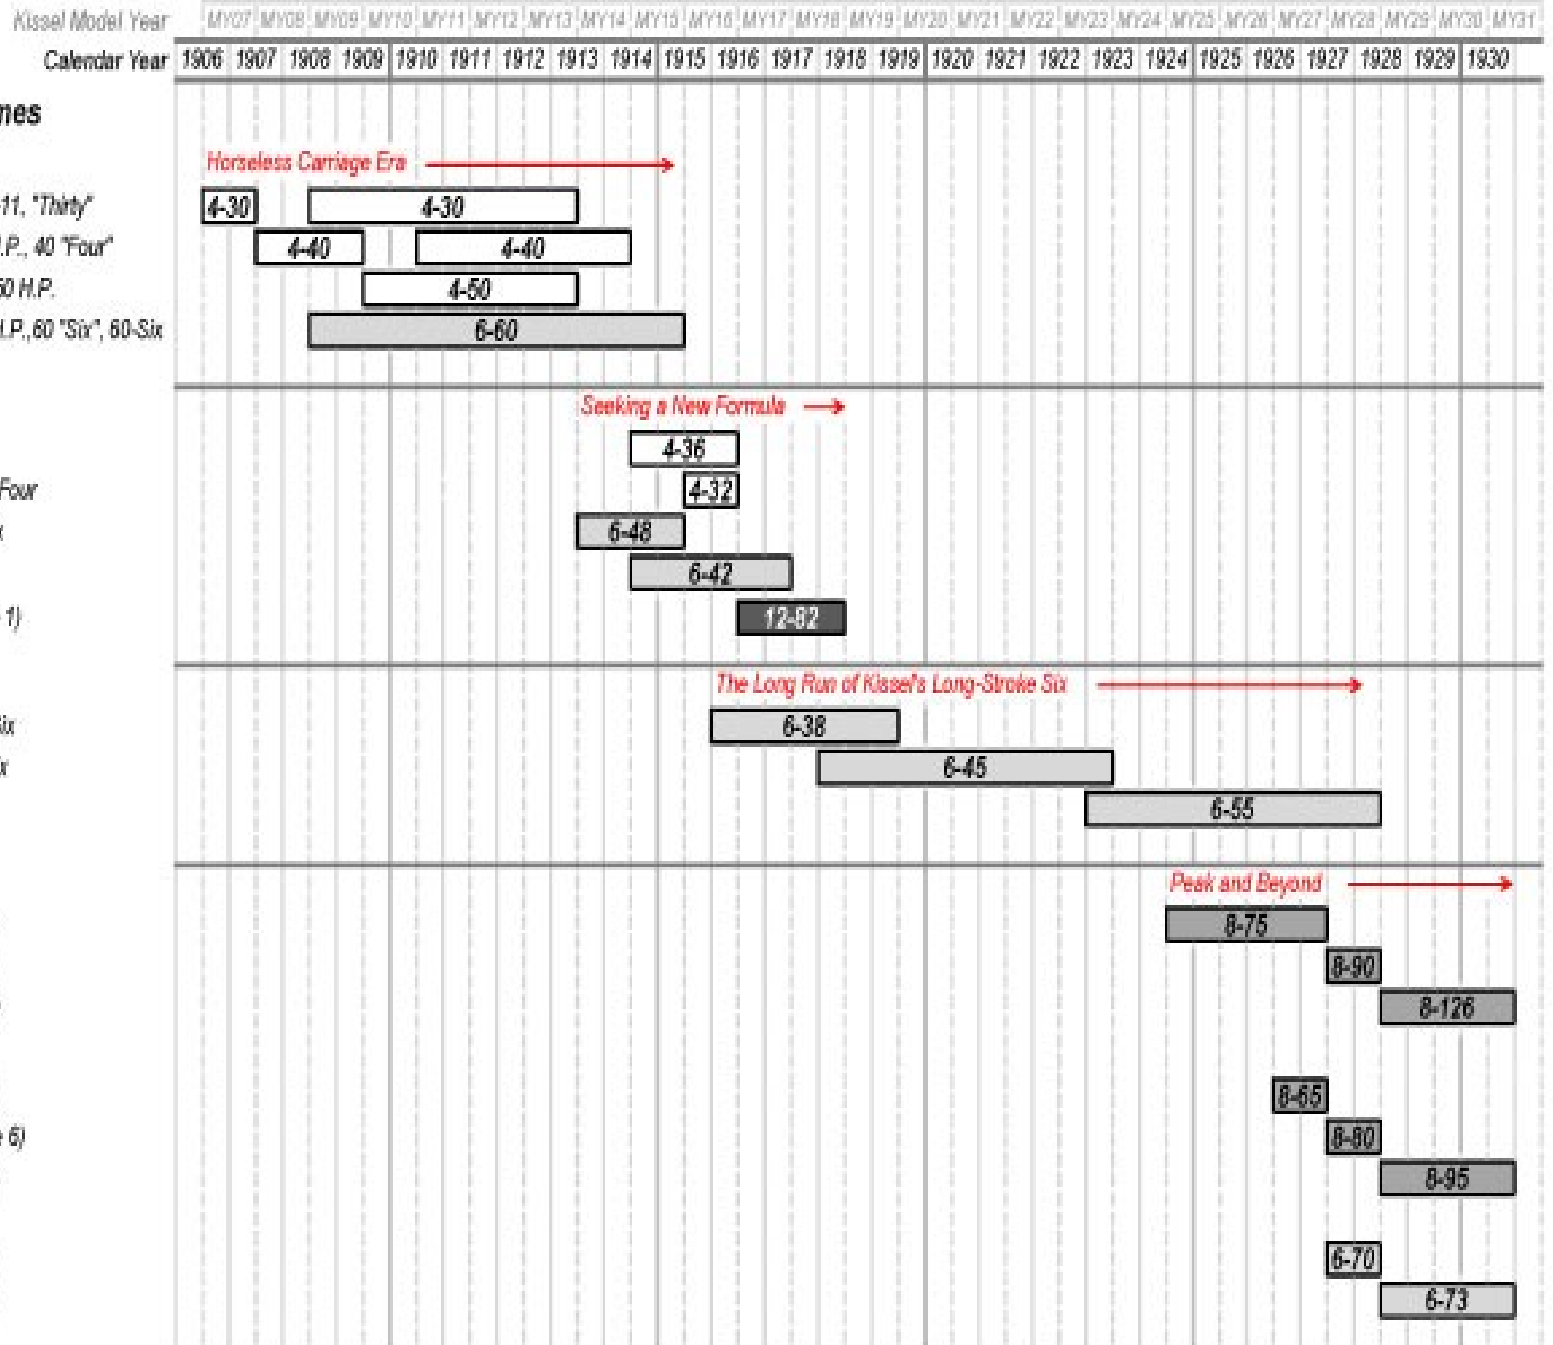 Kissel Model Year MY07 MY08 MY09 MY10 MY11 MY12 MY13 MY14 MY15 MY16 MY17 MY18 MY19 MY20 MY21 MY22 MY23 MY24 MY25 MY26 MY27 MY28 MY29 MY30 MY31
Calendar Year 1906 1907 1908 1909 1910 1911 1912 1913 1914 1915 1916 1917 1918 1919 1920 1921 1922 1923 1924 1925 1926 1927 1928 1929 1930
nes
Horseless Carriage Era
11, "Thirty" 4-30 4-30
.P., 40 "Four" 4-40 4-40
50 H.P. 4-50
H.P.,60 "Six", 60-Six 6-60
Seeking a New Formula
4-36
Four 4-32
x 6-48
6-42
1) 12-82
The Long Run of Kissel's Long-Stroke Six
ix 6-38
x 6-45
6-55
Peak and Beyond
8-75
8-90
) 8-126
8-65
6) 8-80
8-95
6-70
6-73